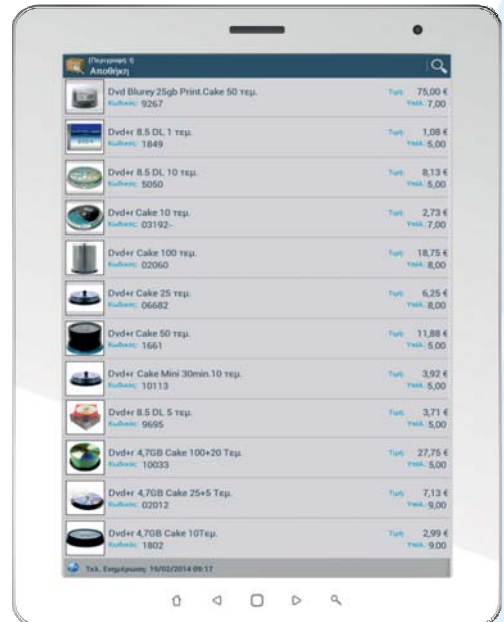 (Περιγραφή 1)
Αποθήκη
Dvd Blurey 25gb Print.Cake 50 τεμ. Τιμή: 75,00 €
Κωδικός: 9267 Υπόλ. 7,00
Dvd+r 8.5 DL 1 τεμ. Τιμή: 1,08 €
Κωδικός: 1849 Υπόλ. 5,00
Dvd+r 8.5 DL 10 τεμ. Τιμή: 8,13 €
Κωδικός: 5050 Υπόλ. 5,00
Dvd+r Cake 10 τεμ. Τιμή: 2,73 €
Κωδικός: 03192- Υπόλ. 7,00
Dvd+r Cake 100 τεμ. Τιμή: 18,75 €
Κωδικός: 02060 Υπόλ. 8,00
Dvd+r Cake 25 τεμ. Τιμή: 6,25 €
Κωδικός: 06682 Υπόλ. 8,00
Dvd+r Cake 50 τεμ. Τιμή: 11,88 €
Κωδικός: 1661 Υπόλ. 5,00
Dvd+r Cake Mini 30min.10 τεμ. Τιμή: 3,92 €
Κωδικός: 10113 Υπόλ. 5,00
Dvd+r 8.5 DL 5 τεμ. Τιμή: 3,71 €
Κωδικός: 9695 Υπόλ. 5,00
Dvd+r 4,7GB Cake 100+20 Τεμ. Τιμή: 27,75 €
Κωδικός: 10033 Υπόλ. 5,00
Dvd+r 4,7GB Cake 25+5 Τεμ. Τιμή: 7,13 €
Κωδικός: 02012 Υπόλ. 9,00
Dvd+r 4,7GB Cake 10Τεμ. Τιμή: 2,99 €
Κωδικός: 1802 Υπόλ. 9,00
Τελ. Ενημέρωση: 19/02/2014 09:17